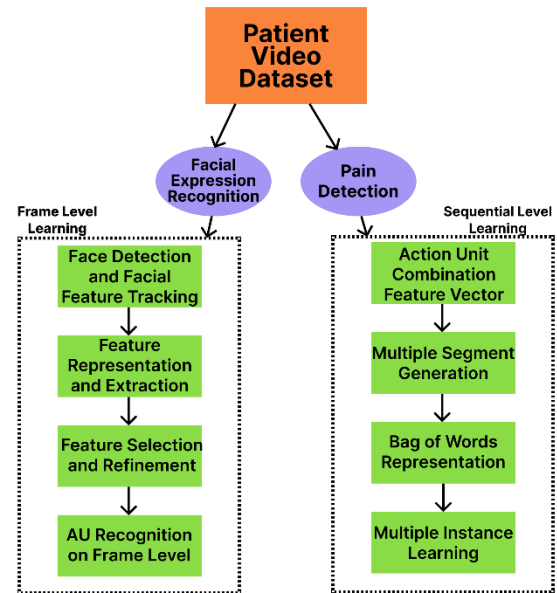 Patient
Video
Dataset
Facial
Expression
Recognition
Pain
Detection
Frame Level
Learning
Face Detection
and Facial
Feature Tracking
Feature
Representation
and Extraction
Feature Selection
and Refinement
AU Recognition
on Frame Level
Sequential Level
Learning
Action Unit
Combination
Feature Vector
Multiple Segment
Generation
Bag of Words
Representation
Multiple Instance
Learning